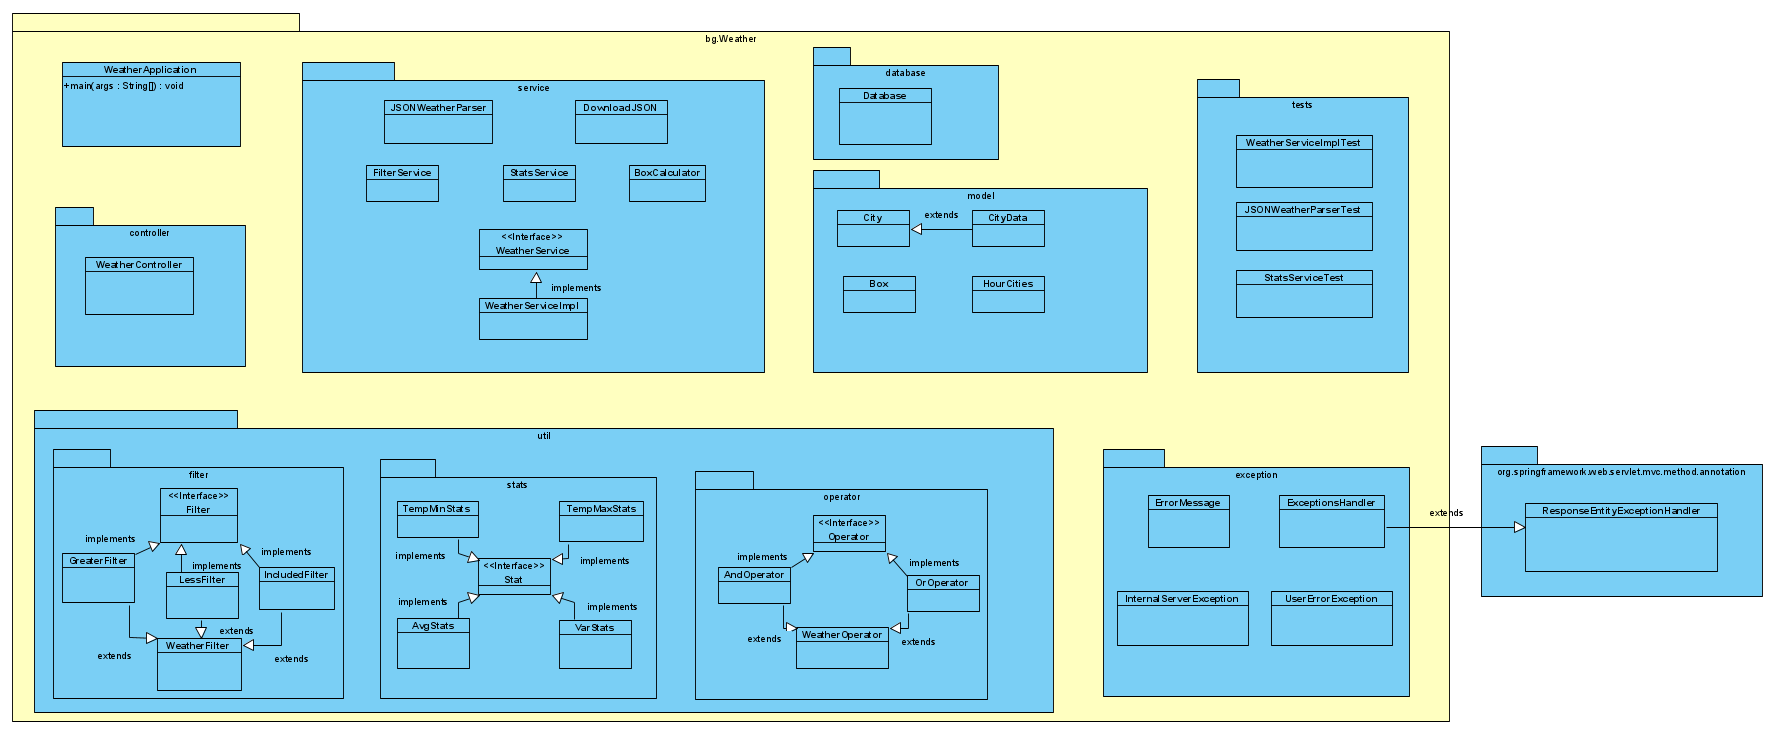 bg.Weather
WeatherApplication
+main(args : String[]) : void
service
JSONWeatherParser
DownloadJSON
FilterService
StatsService
BoxCalculator
<<Interface>>
WeatherService
implements
WeatherServiceImpl
database
Database
tests
WeatherServiceImplTest
JSONWeatherParserTest
StatsServiceTest
controller
WeatherController
model
City
extends
CityData
Box
HourCities
util
filter
<<Interface>>
Filter
implements
implements
implements
GreaterFilter
LessFilter
IncludedFilter
extends
WeatherFilter
extends
extends
stats
TempMinStats
TempMaxStats
implements
<<Interface>>
Stat
implements
implements
implements
AvgStats
VarStats
operator
<<Interface>>
Operator
implements
implements
AndOperator
OrOperator
extends
WeatherOperator
extends
exception
ErrorMessage
ExceptionsHandler
extends
InternalServerException
UserErrorException
org.springframework.web.servlet.mvc.method.annotation
ResponseEntityExceptionHandler